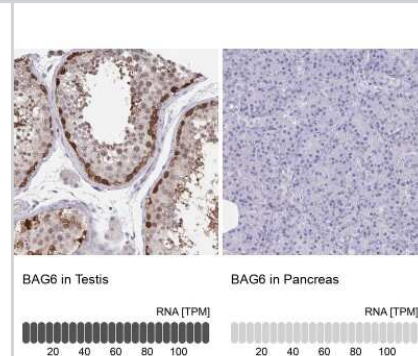 BAG6 in Testis
BAG6 in Pancreas
RNA [TPM]
RNA [TPM]
20 40 60 80 100
20 40 60 80 100